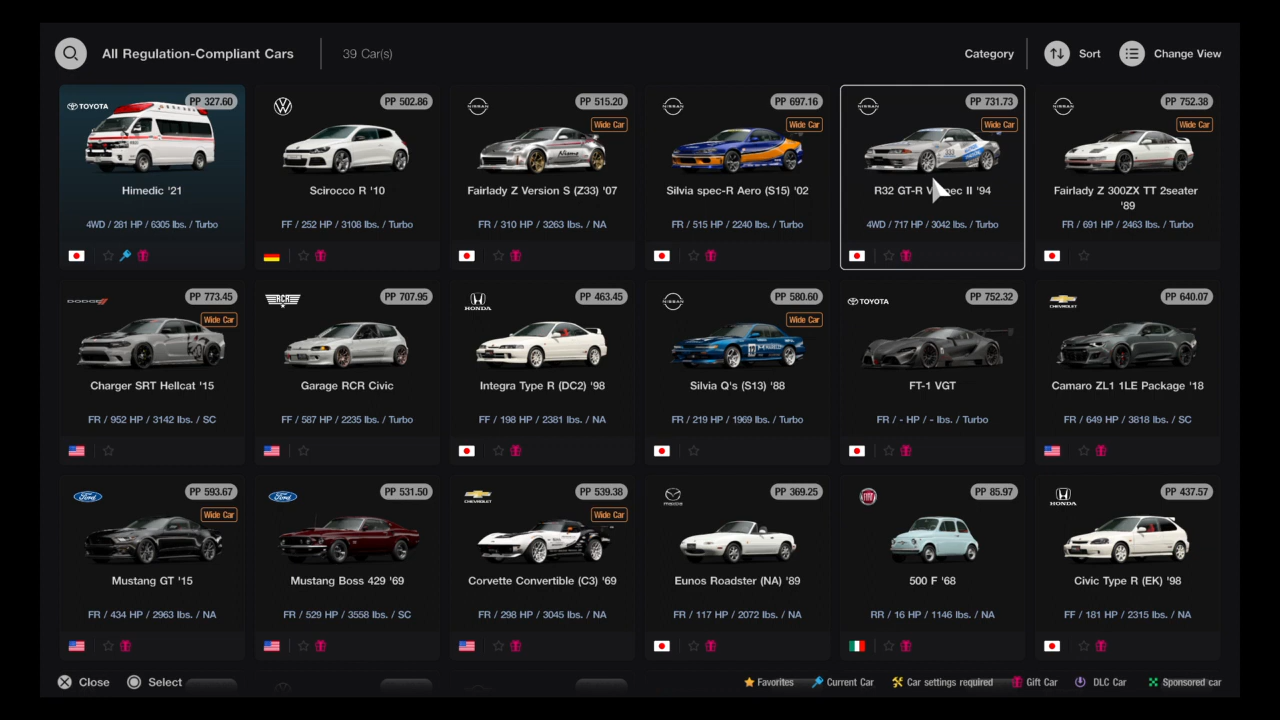 All Regulation-Compliant Cars
39 Car(s)
Category
Sort
Change View
TOYOTA
PP 327.60
Himedic '21
4WD / 281 HP / 6305 lbs. / Turbo
PP 502.86
Scirocco R '10
FF / 252 HP / 3108 lbs. / Turbo
NISSAN
PP 515.20
Wide Car
Fairlady Z Version S (Z33) '07
FR / 310 HP / 3263 lbs. / NA
NISSAN
PP 697.16
Wide Car
Silvia spec-R Aero (S15) '02
FR / 515 HP / 2240 lbs. / Turbo
NISSAN
PP 731.73
Wide Car
R32 GT-R II '94
4WD / 717 HP / 3042 lbs. / Turbo
NISSAN
PP 752.38
Wide Car
Fairlady Z 300ZX TT 2seater
'89
FR / 691 HP / 2463 lbs. / Turbo
DODGE
PP 773.45
Wide Car
Charger SRT Hellcat '15
FR / 952 HP / 3142 lbs. / SC
RCR
PP 707.95
Garage RCR Civic
FF / 587 HP / 2235 lbs. / Turbo
HONDA
PP 463.45
Integra Type R (DC2) '98
FF / 198 HP / 2381 lbs. / NA
NISSAN
PP 580.60
Wide Car
Silvia Q's (S13) '88
FR / 219 HP / 1969 lbs. / Turbo
TOYOTA
PP 752.32
FT-1 VGT
FR / - HP / - lbs. / Turbo
CHEVROLET
PP 640.07
Camaro ZL1 1LE Package '18
FR / 649 HP / 3818 lbs. / SC
Ford
PP 593.67
Wide Car
Mustang GT '15
FR / 434 HP / 2963 lbs. / NA
Ford
PP 531.50
Mustang Boss 429 '69
FR / 529 HP / 3558 lbs. / SC
CHEVROLET
PP 539.38
Wide Car
Corvette Convertible (C3) '69
FR / 298 HP / 3045 lbs. / NA
mazda
PP 369.25
Eunos Roadster (NA) '89
FR / 117 HP / 2072 lbs. / NA
FIAT
PP 85.97
500 F '68
RR / 16 HP / 1146 lbs. / NA
HONDA
PP 437.57
Civic Type R (EK) '98
FF / 181 HP / 2315 lbs. / NA
Close
Select
Favorites
Current Car
Car settings required
Gift Car
DLC Car
Sponsored car